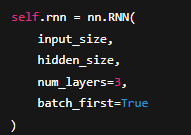 self.rnn = nn.RNN(
    input_size,
    hidden_size,
    num_layers=3,
    batch_first=True
)